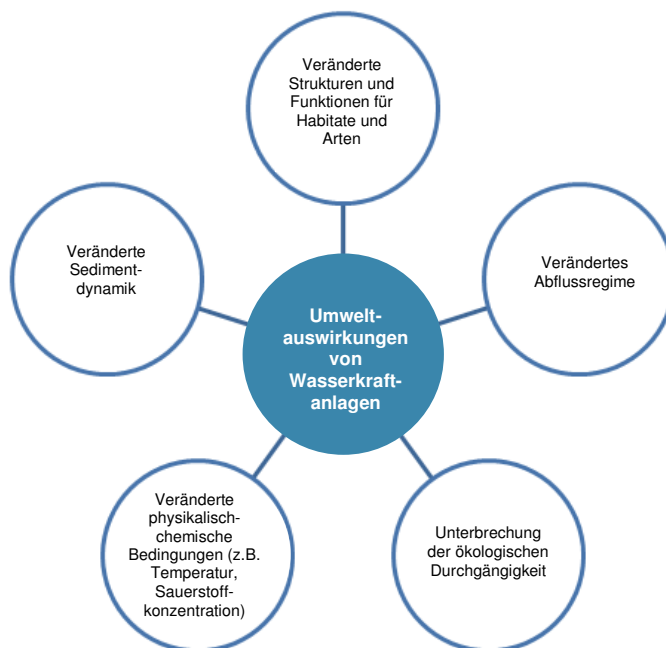 Veränderte
Strukturen und
Funktionen für
Habitate und
Arten
Veränderte
Sediment-
dynamik
Verändertes
Abflussregime
Umwelt-
auswirkungen
von
Wasserkraft-
anlagen
Veränderte
physikalisch-
chemische
Bedingungen (z.B.
Temperatur,
Sauerstoff-
konzentration)
Unterbrechung
der ökologischen
Durchgängigkeit